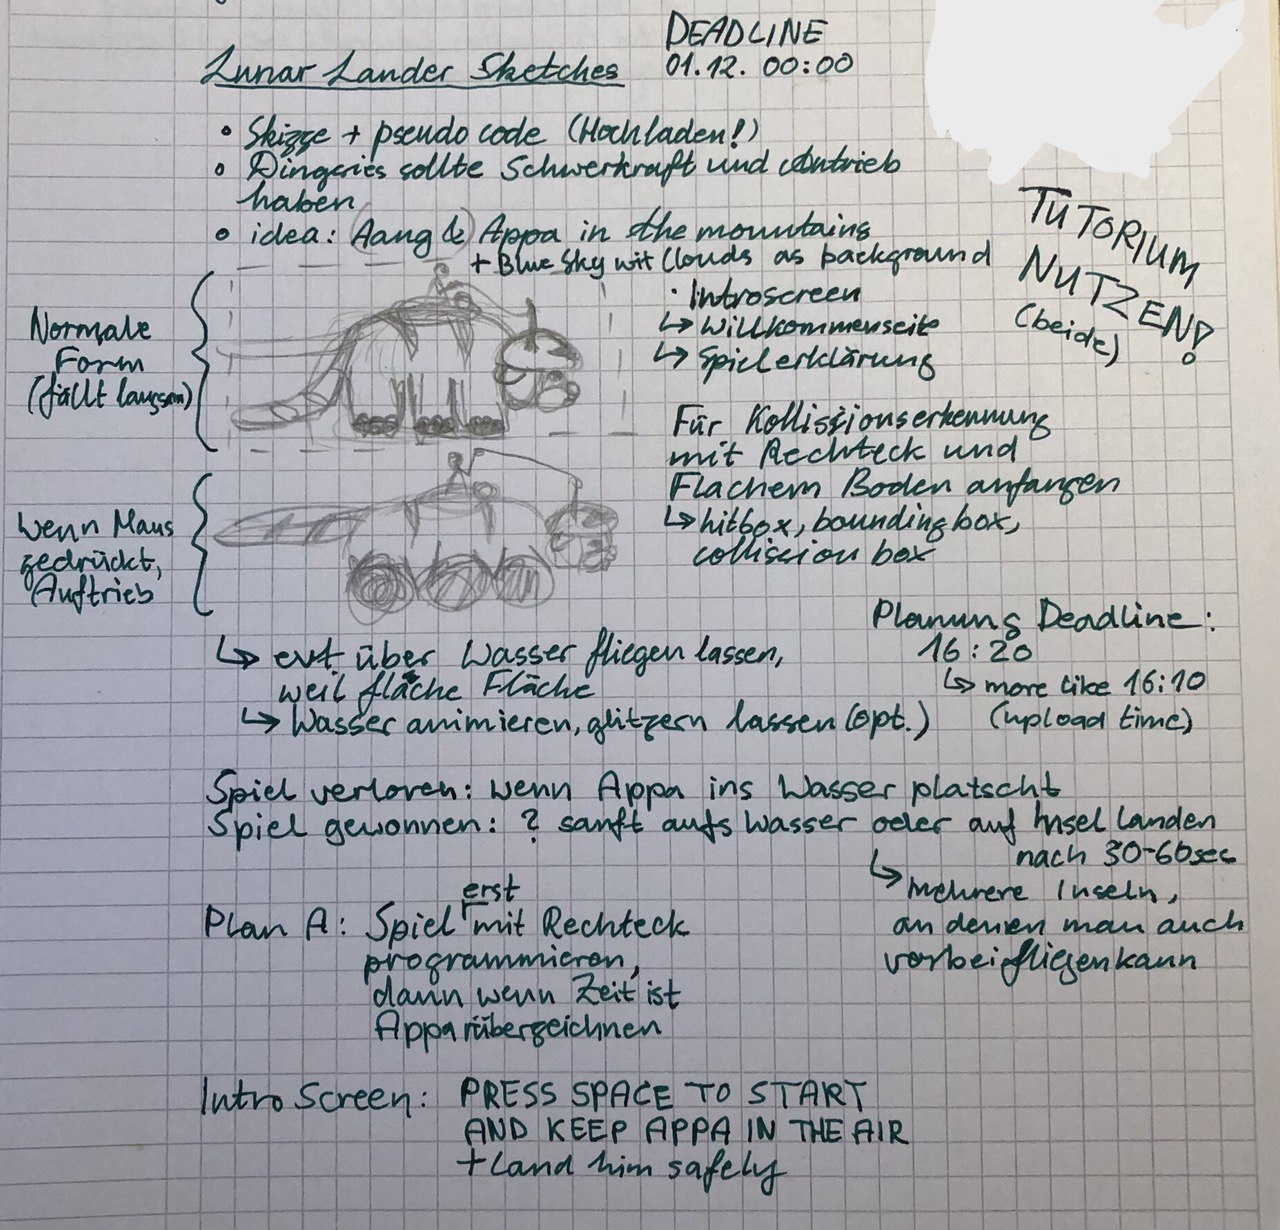 DEADLINE
01.12. 00:00
Lunar Lander Sketches
• Skizze + pseudo code (Hochladen!)
• Dingsries sollte Schwerkraft und Antrieb
haben
• idea: Aang & Appa in the mountains
+ Blue Sky wit Clouds as background
TUTORIUM
NUTZEN!
(beide)
Normale
Form
(fällt langsam)
• Introscreen
↳ Willkommenseite
↳ Spielerklärung
Für Kollissionserkennung
mit Rechteck und
Flachem Boden anfangen
↳ hitbox, bounding box,
collision box
Wenn Maus
gedrückt,
Auftrieb
Planung Deadline:
16:20
↳ more like 16:10
(upload time)
↳ evt über Wasser fliegen lassen,
weil flache Fläche
↳ Wasser animieren, glitzern lassen (opt.)
Spiel verloren: wenn Appa ins Wasser platscht
Spiel gewonnen: ? sanft aufs Wasser oder auf Insel landen
nach 30-60sec
↳ Mehrere Inseln,
an denen man auch
vorbeifliegen kann
Plan A: Spiel erst mit Rechteck
programmieren,
dann wenn Zeit ist
Appa rüberzeichnen
Intro Screen: PRESS SPACE TO START
AND KEEP APPA IN THE AIR
+ land him safely